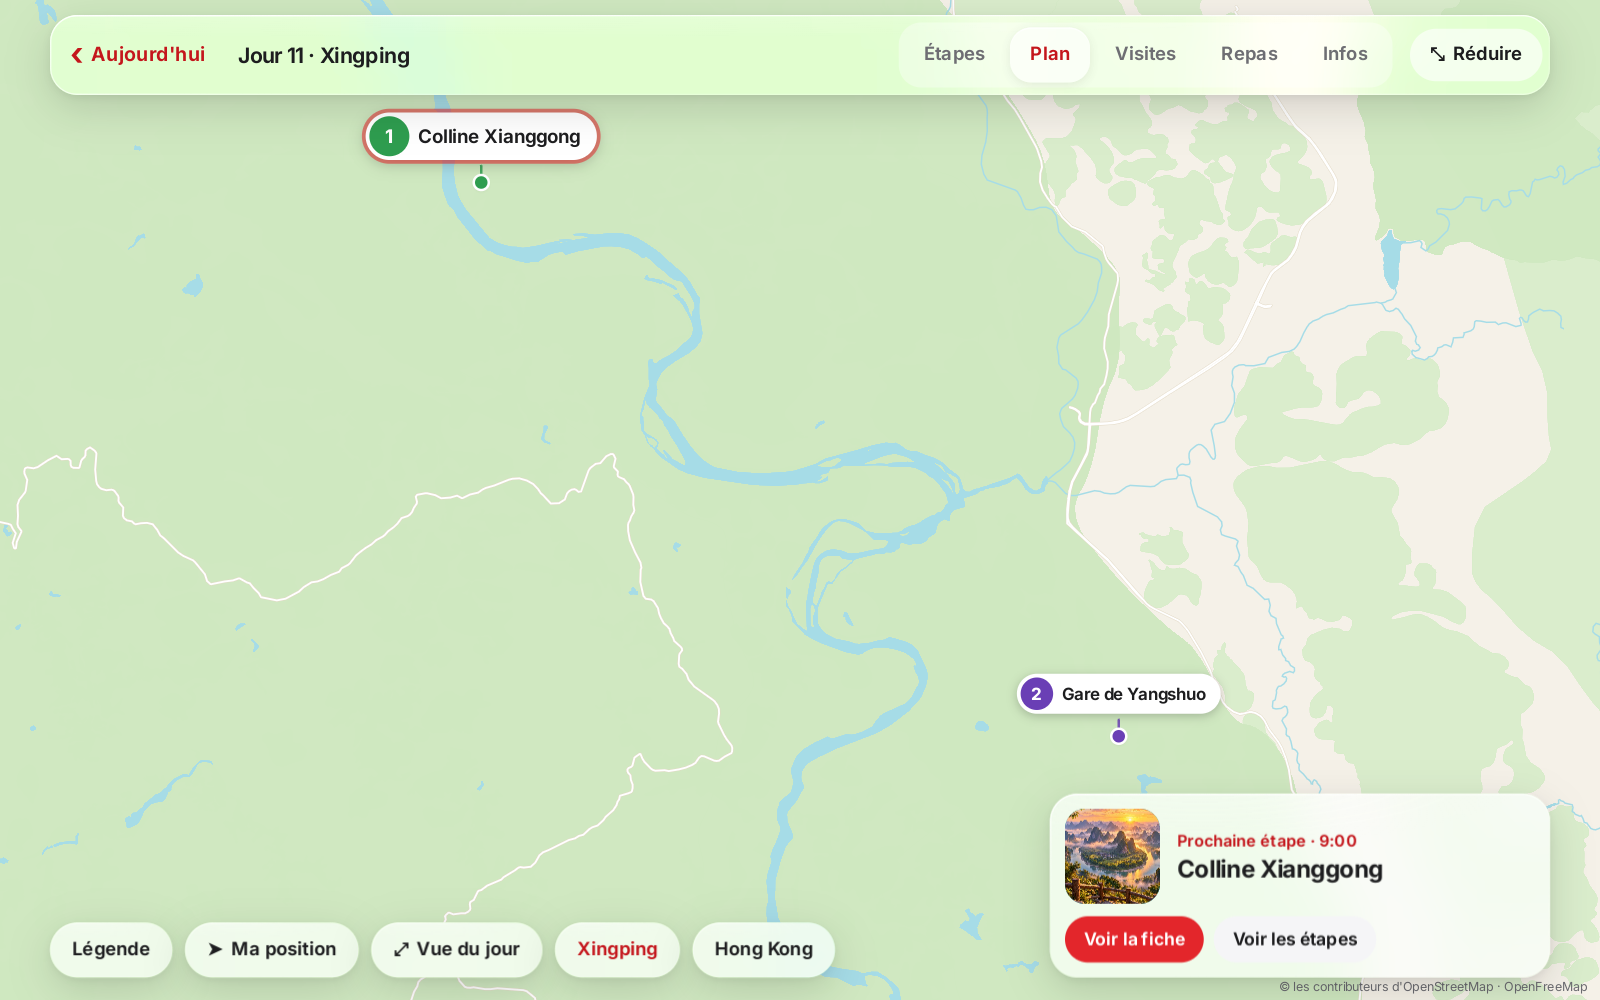 ‹ Aujourd'hui
Jour 11 · Xingping
Étapes
Plan
Visites
Repas
Infos
⤡ Réduire
1 Colline Xianggong
2 Gare de Yangshuo
Prochaine étape · 9:00
Colline Xianggong
Voir la fiche
Voir les étapes
Légende
➤ Ma position
⤢ Vue du jour
Xingping
Hong Kong
© les contributeurs d'OpenStreetMap · OpenFreeMap